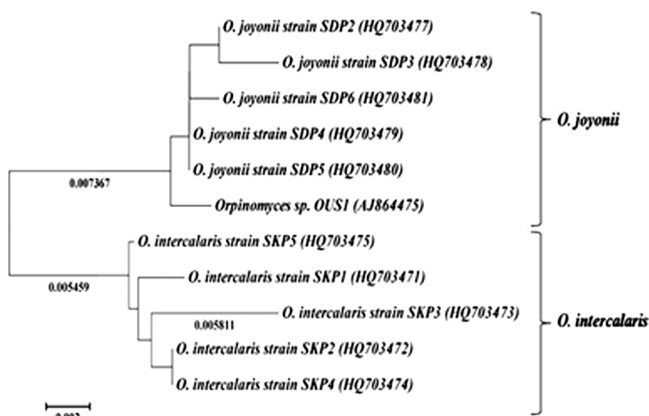 O. joyonii strain SDP2 (HQ703477)
O. joyonii strain SDP3 (HQ703478)
O. joyonii strain SDP6 (HQ703481)
O. joyonii
O. joyonii strain SDP4 (HQ703479)
O. joyonii strain SDP5 (HQ703480)
0.007367
Orpinomyces sp. OUS1 (AJ864475)
O. intercalaris strain SKP5 (HQ703475)
O. intercalaris strain SKP1 (HQ703471)
0.005459
O. intercalaris strain SKP3 (HQ703473)
O. intercalaris
0.005811
O. intercalaris strain SKP2 (HQ703472)
O. intercalaris strain SKP4 (HQ703474)